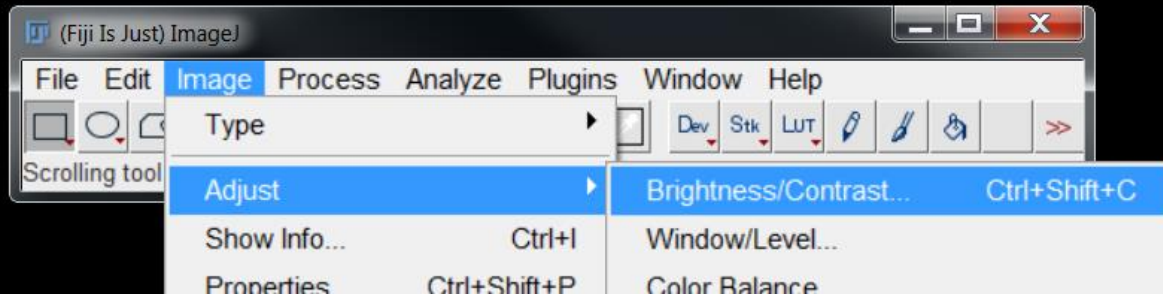 (Fiji Is Just) ImageJ
File Edit Image Process Analyze Plugins Window Help
Type
Dev Stk LUT >>
Scrolling tool
Adjust
Brightness/Contrast... Ctrl+Shift+C
Show Info... Ctrl+I
Window/Level...
Properties Ctrl+Shift+P
Color Balance